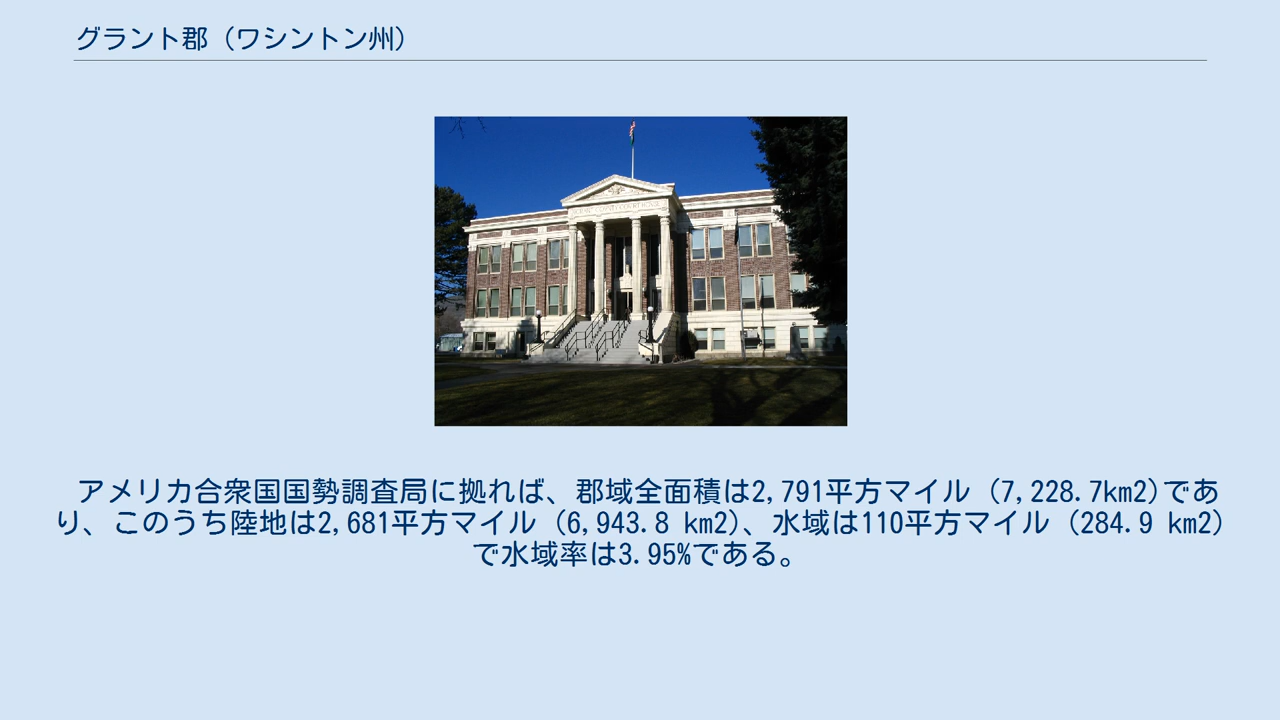 グラント郡（ワシントン州）
アメリカ合衆国国勢調査局に拠れば、郡域全面積は2,791平方マイル (7,228.7km2)であ
り、このうち陸地は2,681平方マイル (6,943.8 km2)、水域は110平方マイル (284.9 km2)
で水域率は3.95%である。